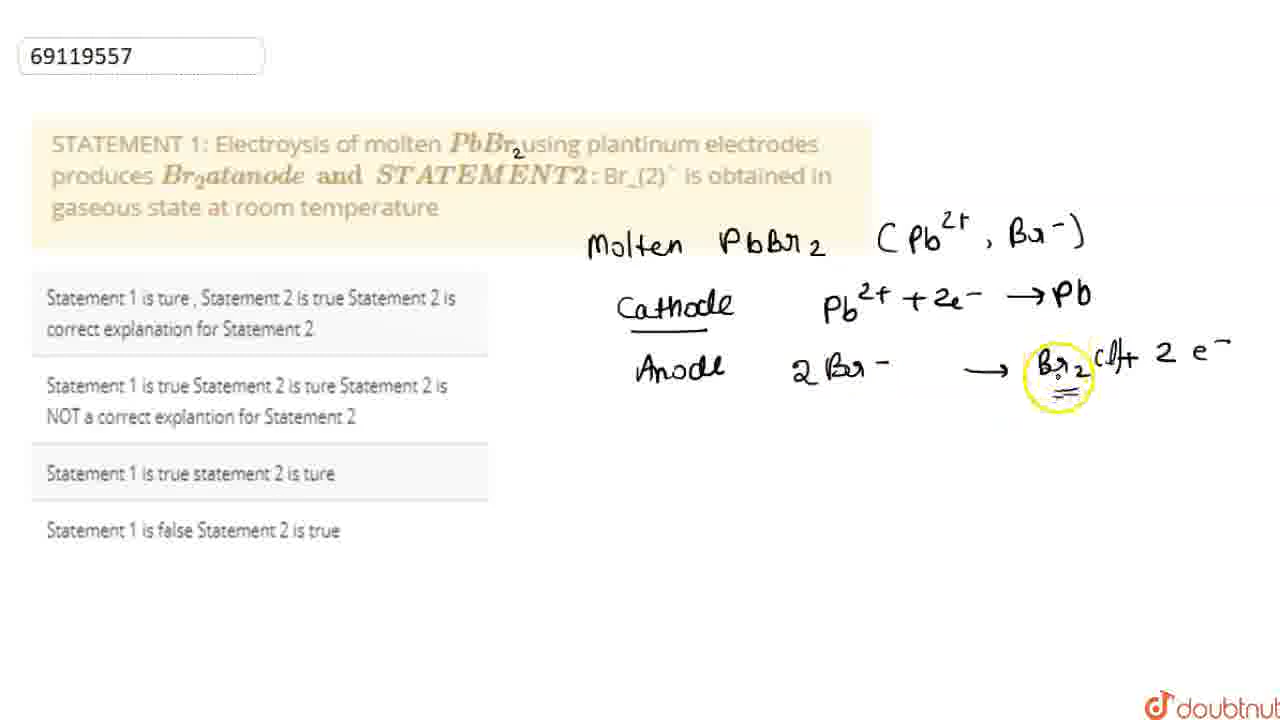 69119557
STATEMENT 1: Electroysis of molten PbBr2 using plantinum electrodes
produces Br₂atanode and STATEMENT2: Br_(2)` is obtained in
gaseous state at room temperature
Molten PbBr2 (Pb2+, Br-)
Statement 1 is ture , Statement 2 is true Statement 2 is
correct explanation for Statement 2
Cathode Pb2+ + 2e- → Pb
Anode 2Br- → Br2 (l) + 2e-
Statement 1 is true Statement 2 is ture Statement 2 is
NOT a correct explantion for Statement 2
Statement 1 is true statement 2 is ture
Statement 1 is false Statement 2 is true
doubtnut